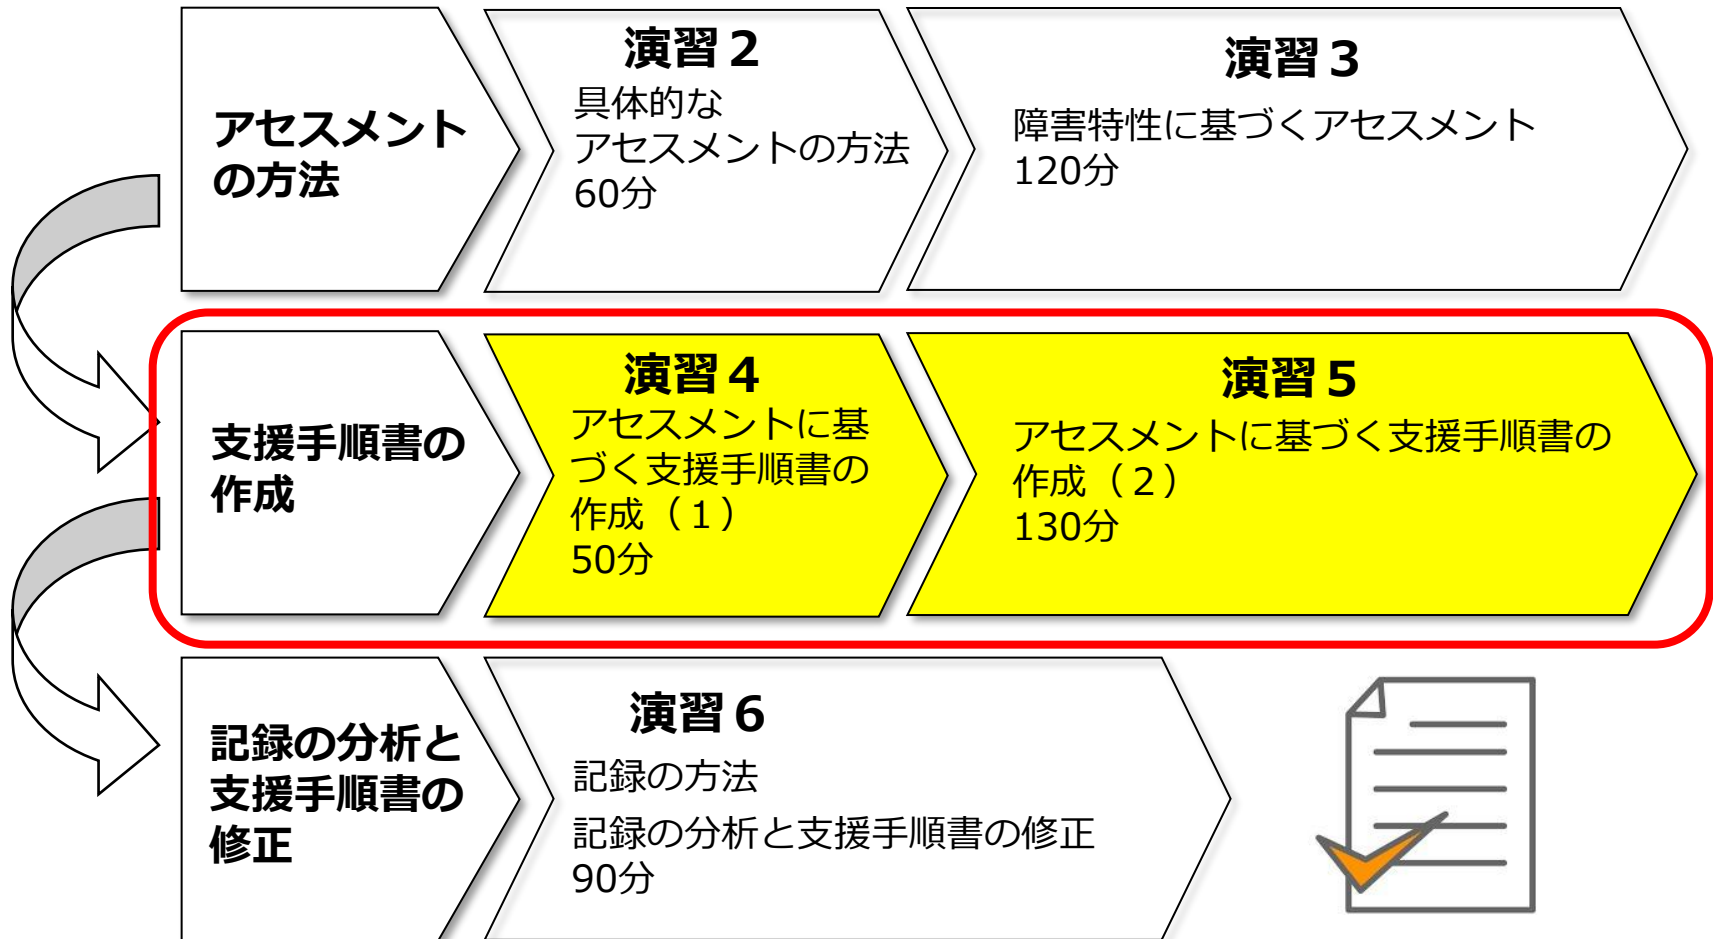 アセスメント
の方法
演習２
具体的な
アセスメントの方法
60分
演習３
障害特性に基づくアセスメント
120分
支援手順書の
作成
演習４
アセスメントに基
づく支援手順書の
作成（１）
50分
演習５
アセスメントに基づく支援手順書の
作成（２）
130分
記録の分析と
支援手順書の
修正
演習６
記録の方法
記録の分析と支援手順書の修正
90分